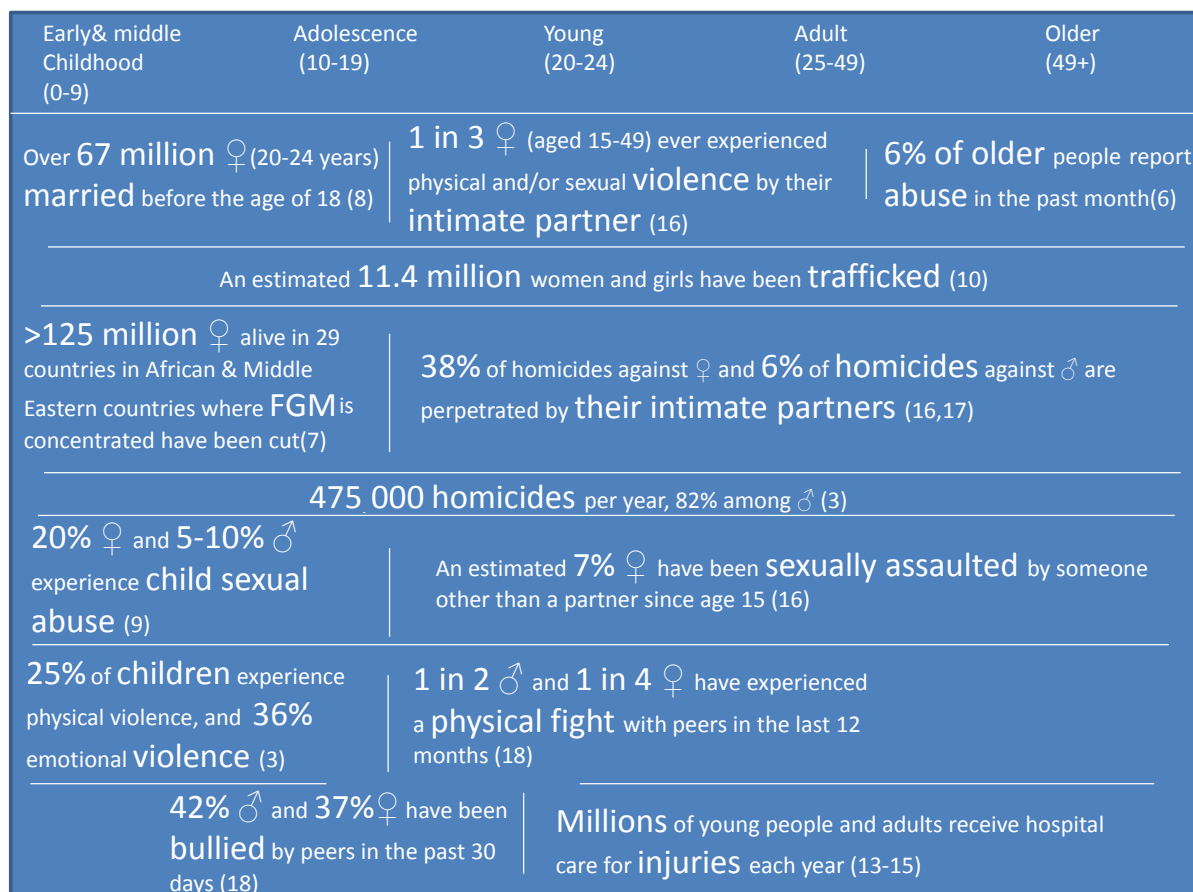 Early& middle
Childhood
(0-9)
Adolescence
(10-19)
Young
(20-24)
Adult
(25-49)
Older
(49+)
Over 67 million ♀(20-24 years)
married before the age of 18 (8)
1 in 3 ♀ (aged 15-49) ever experienced
physical and/or sexual violence by their
intimate partner (16)
6% of older people report
abuse in the past month(6)
An estimated 11.4 million women and girls have been trafficked (10)
>125 million ♀ alive in 29
countries in African & Middle
Eastern countries where FGM is
concentrated have been cut(7)
38% of homicides against ♀ and 6% of homicides against ♂ are
perpetrated by their intimate partners (16,17)
475 000 homicides per year, 82% among ♂ (3)
20% ♀ and 5-10% ♂
experience child sexual
abuse (9)
An estimated 7% ♀ have been sexually assaulted by someone
other than a partner since age 15 (16)
25% of children experience
physical violence, and 36%
emotional violence (3)
1 in 2 ♂ and 1 in 4 ♀ have experienced
a physical fight with peers in the last 12
months (18)
42% ♂ and 37%♀ have been
bullied by peers in the past 30
days (18)
Millions of young people and adults receive hospital
care for injuries each year (13-15)